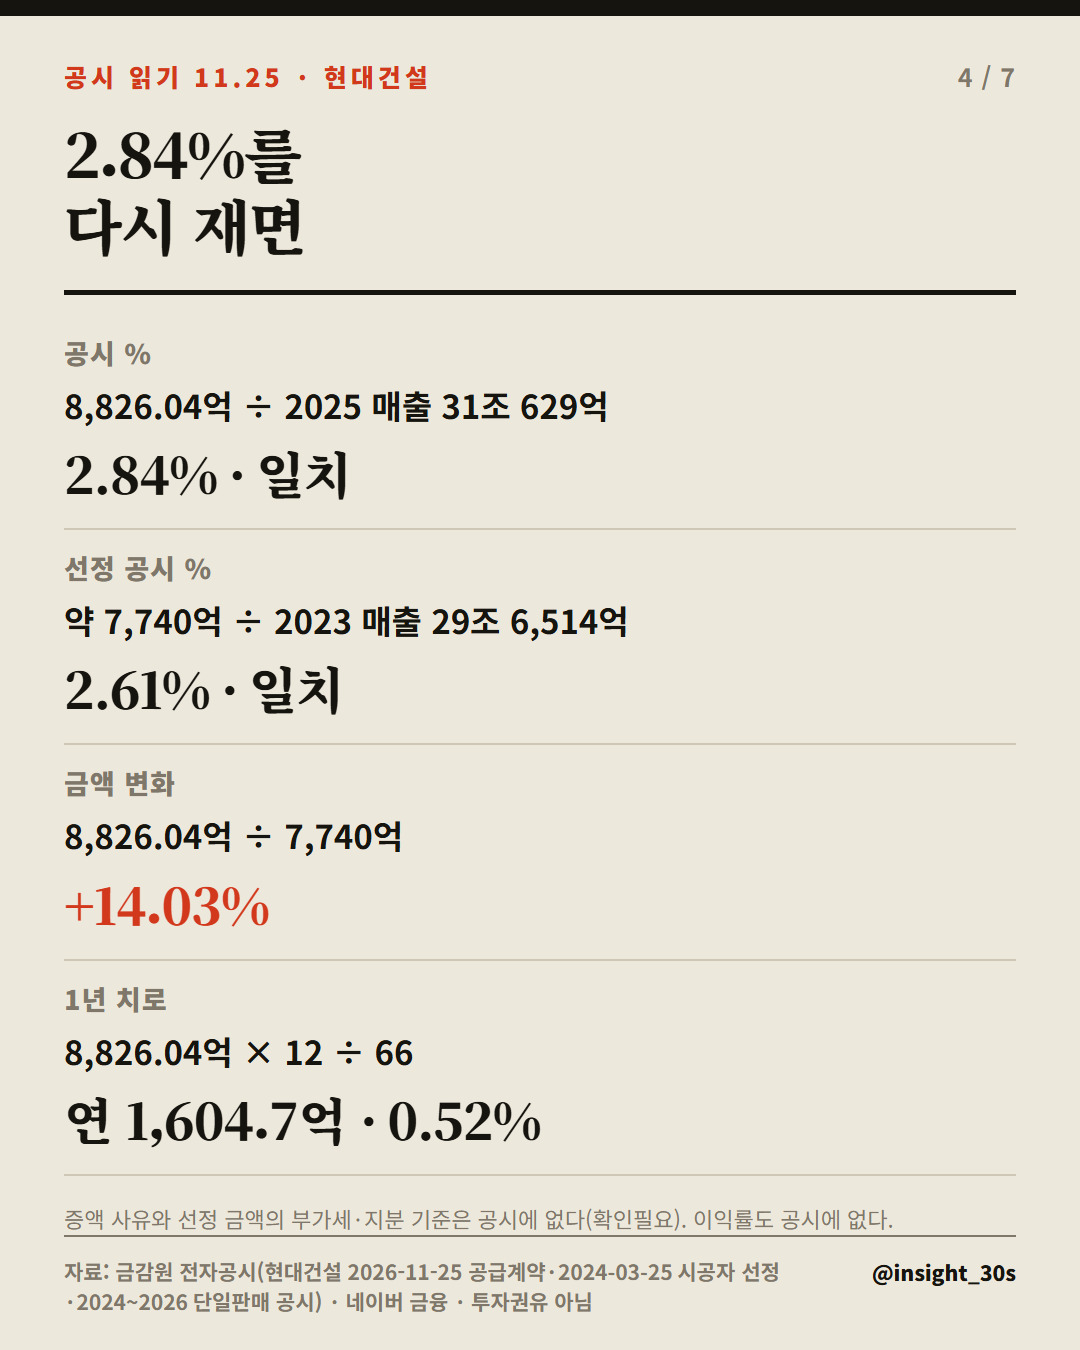 공시 읽기 11.25 · 현대건설
4 / 7
2.84%를
다시 재면
공시 %
8,826.04억 ÷ 2025 매출 31조 629억
2.84% · 일치
선정 공시 %
약 7,740억 ÷ 2023 매출 29조 6,514억
2.61% · 일치
금액 변화
8,826.04억 ÷ 7,740억
+14.03%
1년 치로
8,826.04억 × 12 ÷ 66
연 1,604.7억 · 0.52%
증액 사유와 선정 금액의 부가세·지분 기준은 공시에 없다(확인필요). 이익률도 공시에 없다.
자료: 금감원 전자공시(현대건설 2026-11-25 공급계약·2024-03-25 시공자 선정
·2024~2026 단일판매 공시) · 네이버 금융 · 투자권유 아님
@insight_30s